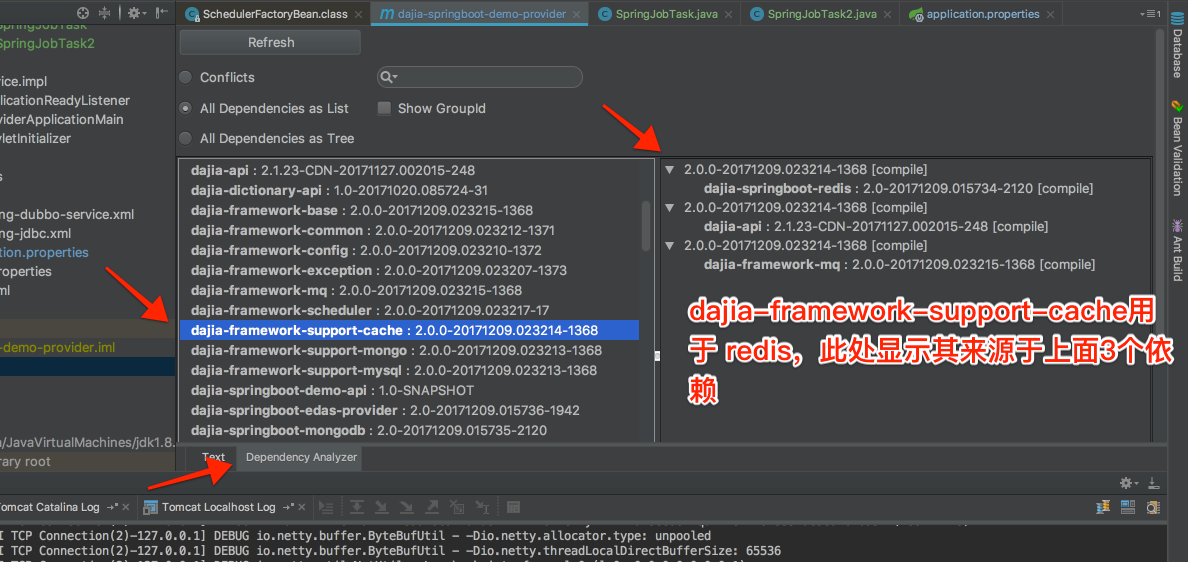 SchedulerFactoryBean.class
dajia-springboot-demo-provider
SpringJobTask.java
SpringJobTask2.java
application.properties
SpringJobTask2
ce.impl
licationReadyListener
viderApplicationMain
vletInitializer
s
ng-dubbo-service.xml
ng-jdbc.xml
tion.properties
roperties
ml
-demo-provider.iml
n/JavaVirtualMachines/jdk1.8.
rary root
Refresh
Conflicts
All Dependencies as List
Show GroupId
All Dependencies as Tree
dajia-api : 2.1.23-CDN-20171127.002015-248
dajia-dictionary-api : 1.0-20171020.085724-31
dajia-framework-base : 2.0.0-20171209.023215-1368
dajia-framework-common : 2.0.0-20171209.023212-1371
dajia-framework-config : 2.0.0-20171209.023210-1372
dajia-framework-exception : 2.0.0-20171209.023207-1373
dajia-framework-mq : 2.0.0-20171209.023215-1368
dajia-framework-scheduler : 2.0.0-20171209.023217-17
dajia-framework-support-cache : 2.0.0-20171209.023214-1368
dajia-framework-support-mongo : 2.0.0-20171209.023213-1368
dajia-framework-support-mysql : 2.0.0-20171209.023213-1368
dajia-springboot-demo-api : 1.0-SNAPSHOT
dajia-springboot-edas-provider : 2.0-20171209.015736-1942
dajia-springboot-mongodb : 2.0-20171209.015735-2120
2.0.0-20171209.023214-1368 [compile]
dajia-springboot-redis : 2.0-20171209.015734-2120 [compile]
2.0.0-20171209.023214-1368 [compile]
dajia-api : 2.1.23-CDN-20171127.002015-248 [compile]
2.0.0-20171209.023214-1368 [compile]
dajia-framework-mq : 2.0.0-20171209.023215-1368 [compile]
dajia-framework-support-cache用
于 redis，此处显示其来源于上面3个依
赖
Database
Bean Validation
Ant Build
Text
Dependency Analyzer
omcat Catalina Log
Tomcat Localhost Log
I TCP Connection(2)-127.0.0.1] DEBUG io.netty.buffer.ByteBufUtil - -Dio.netty.allocator.type: unpooled
I TCP Connection(2)-127.0.0.1] DEBUG io.netty.buffer.ByteBufUtil - -Dio.netty.threadLocalDirectBufferSize: 65536